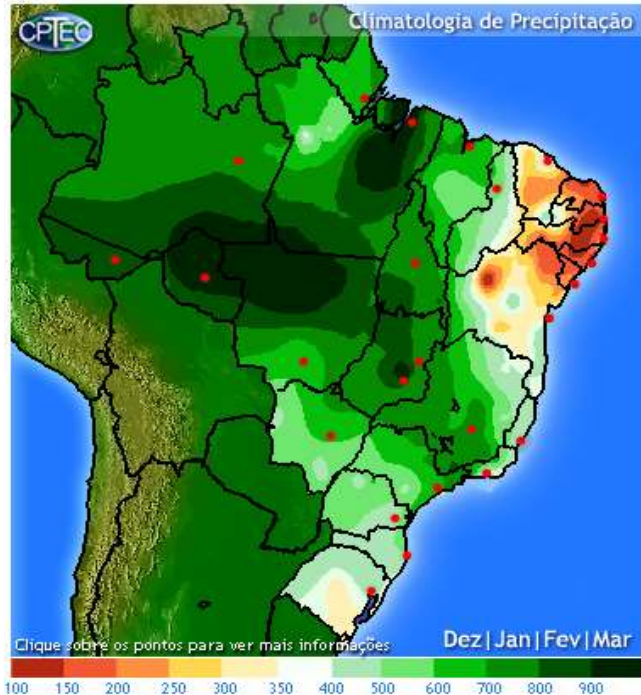 CPTEC
Climatologia de Precipitação
Clique sobre os pontos para ver mais informações
Dez|Jan|Fev|Mar
100 150 200 250 300 350 400 500 600 700 800 900